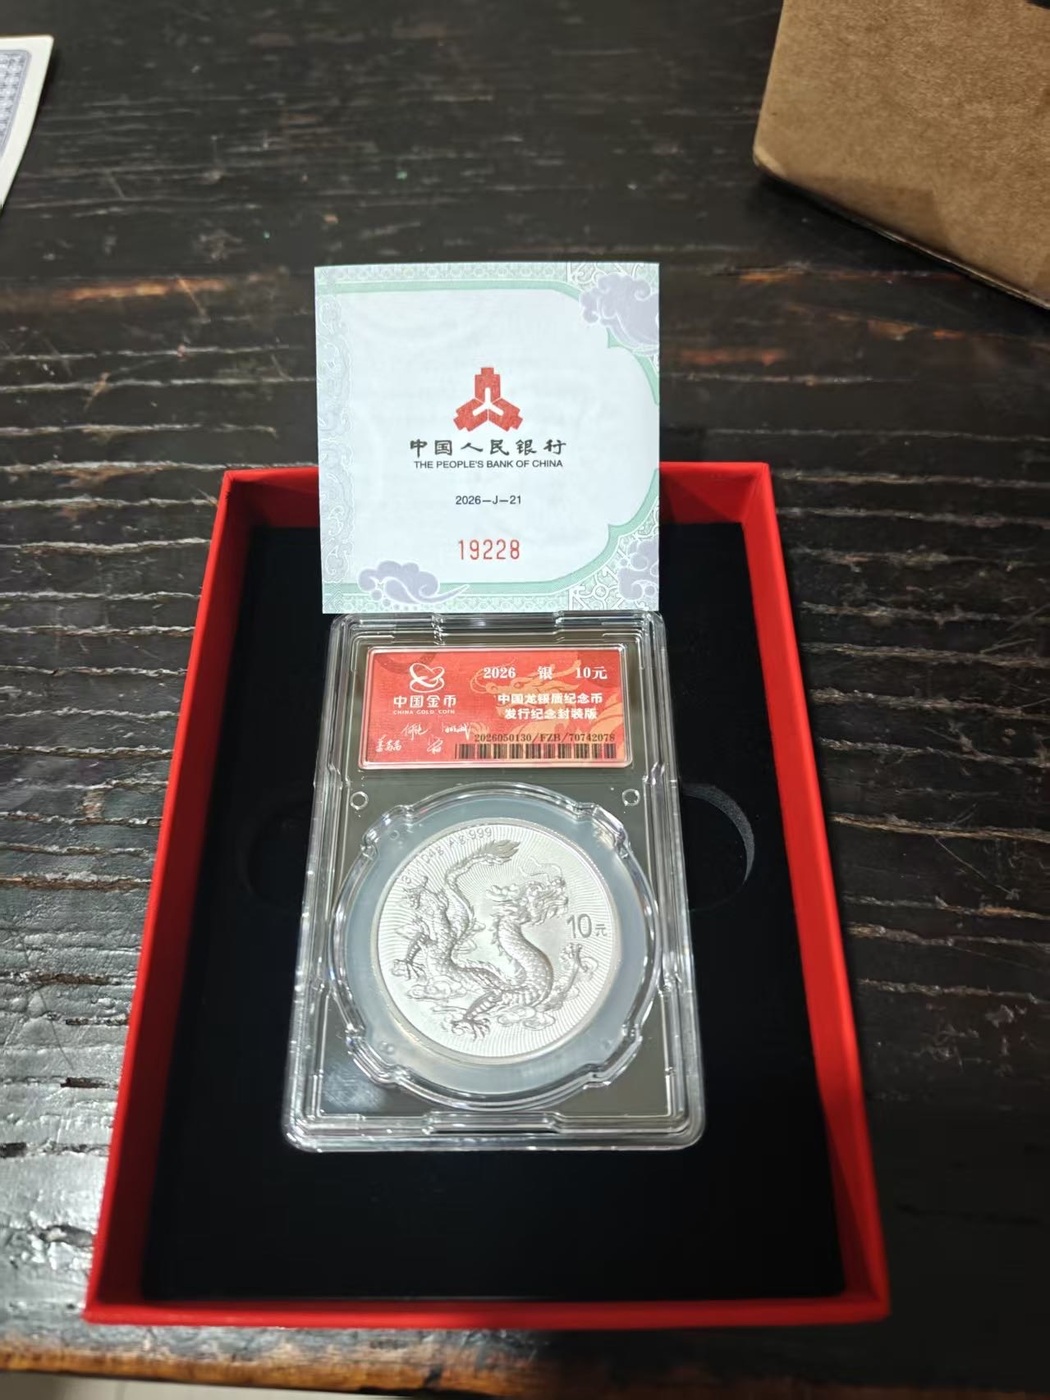 中国人民银行
THE PEOPLE'S BANK OF CHINA
2026-J-21
19228
中国金币
CHINA GOLD COIN
2026 银 10元
中国龙银质纪念币
发行纪念封装版
2026050130/FZH/70742078
999
10元